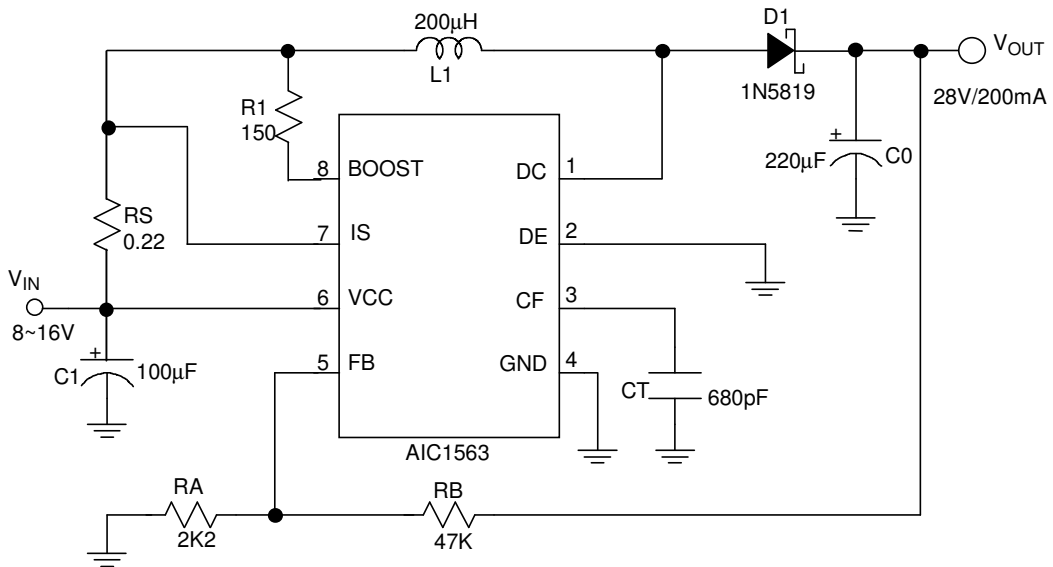 200µH
L1
D1
1N5819
VOUT
28V/200mA
R1
150
220µF
C0
8
BOOST
DC
1
RS
0.22
7
IS
DE
2
VIN
8~16V
6
VCC
CF
3
C1
100µF
5
FB
GND
4
CT
680pF
AIC1563
RA
2K2
RB
47K